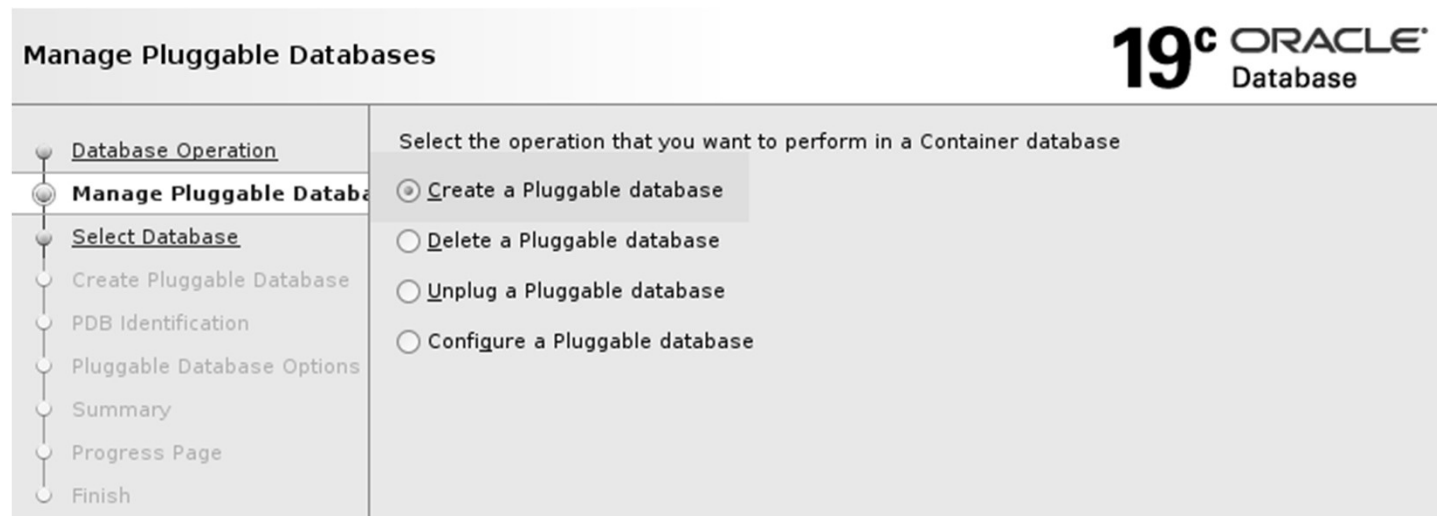 Manage Pluggable Databases
19c ORACLE
Database
Database Operation
Manage Pluggable Databa
Select Database
Create Pluggable Database
PDB Identification
Pluggable Database Options
Summary
Progress Page
Finish
Select the operation that you want to perform in a Container database
Create a Pluggable database
Delete a Pluggable database
Unplug a Pluggable database
Configure a Pluggable database